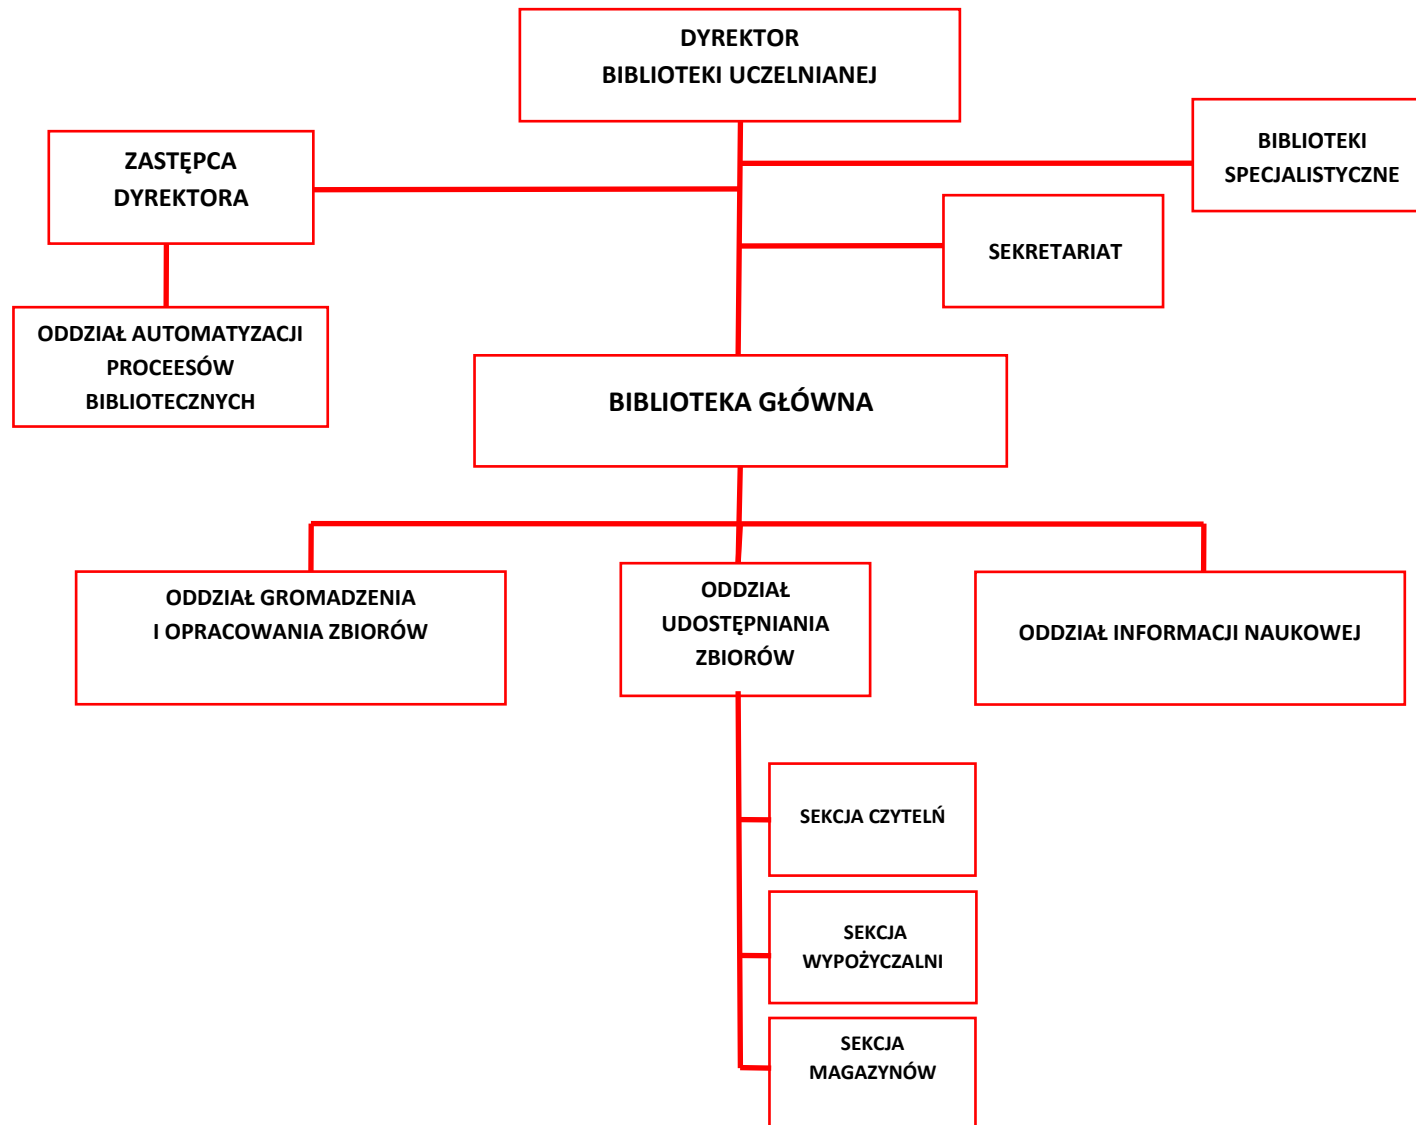 DYREKTOR
BIBLIOTEKI UCZELNIANEJ
BIBLIOTEKI
SPECJALISTYCZNE
ZASTĘPCA
DYREKTORA
SEKRETARIAT
ODDZIAŁ AUTOMATYZACJI
PROCEESÓW
BIBLIOTECZNYCH
BIBLIOTEKA GŁÓWNA
ODDZIAŁ GROMADZENIA
I OPRACOWANIA ZBIORÓW
ODDZIAŁ
UDOSTĘPNIANIA
ZBIORÓW
ODDZIAŁ INFORMACJI NAUKOWEJ
SEKCJA CZYTELŃ
SEKCJA
WYPOŻYCZALNI
SEKCJA
MAGAZYNÓW